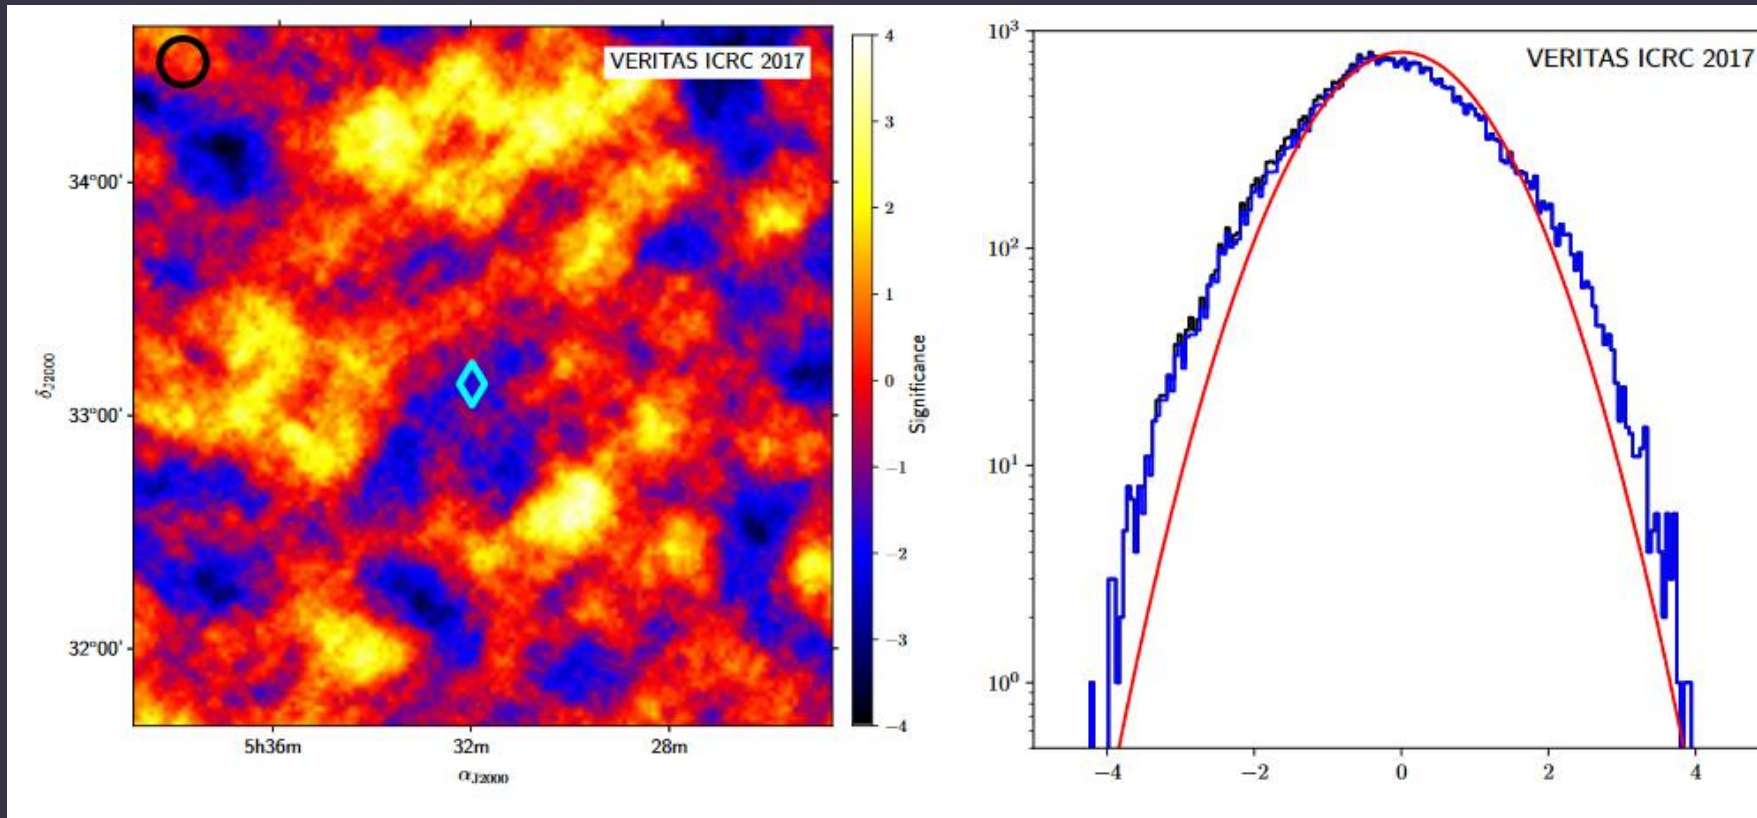 VERITAS ICRC 2017
34°00'
33°00'
32°00'
δJ2000
5h36m
32m
28m
αJ2000
4
3
2
1
0
−1
−2
−3
−4
Significance
VERITAS ICRC 2017
10³
10²
10¹
10⁰
−4
−2
0
2
4